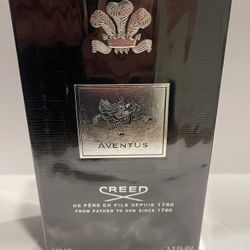 AVENTUS
CREED
DE PÈRE EN FILS DEPUIS 1760
FROM FATHER TO SON SINCE 1760